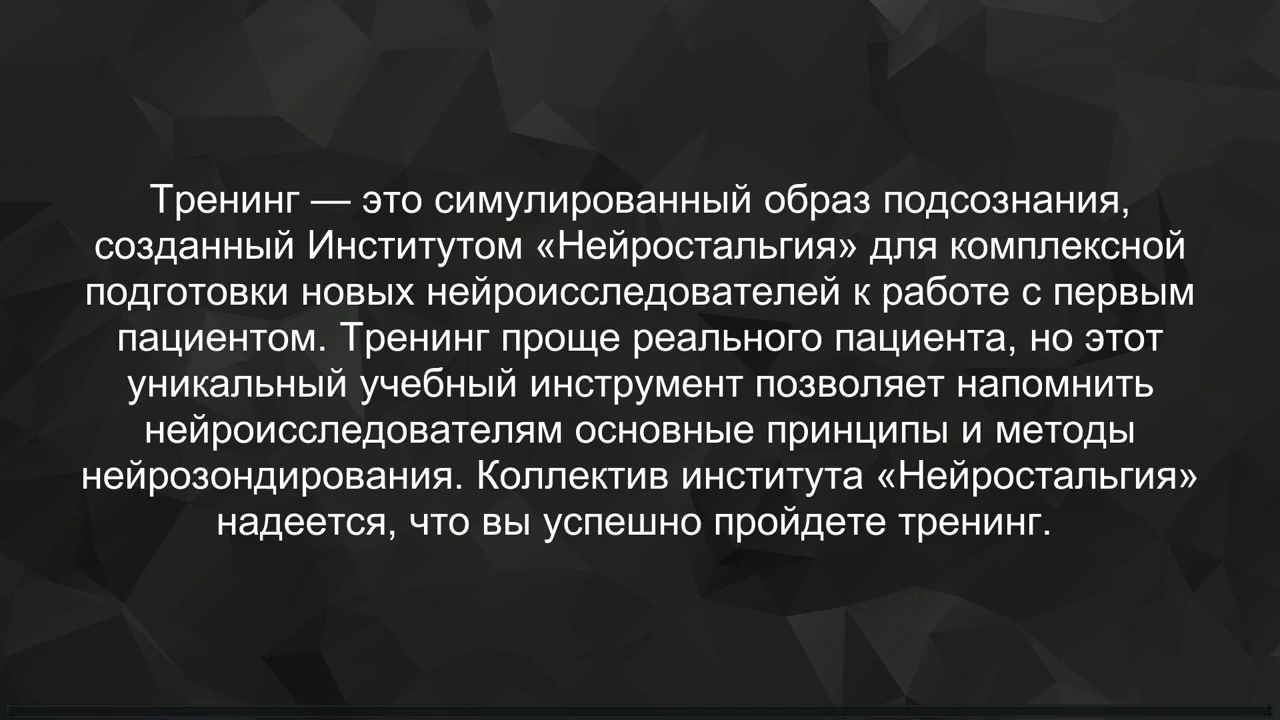 Тренинг — это симулированный образ подсознания,
созданный Институтом «Нейростальгия» для комплексной
подготовки новых нейроисследователей к работе с первым
пациентом. Тренинг проще реального пациента, но этот
уникальный учебный инструмент позволяет напомнить
нейроисследователям основные принципы и методы
нейрозондирования. Коллектив института «Нейростальгия»
надеется, что вы успешно пройдете тренинг.